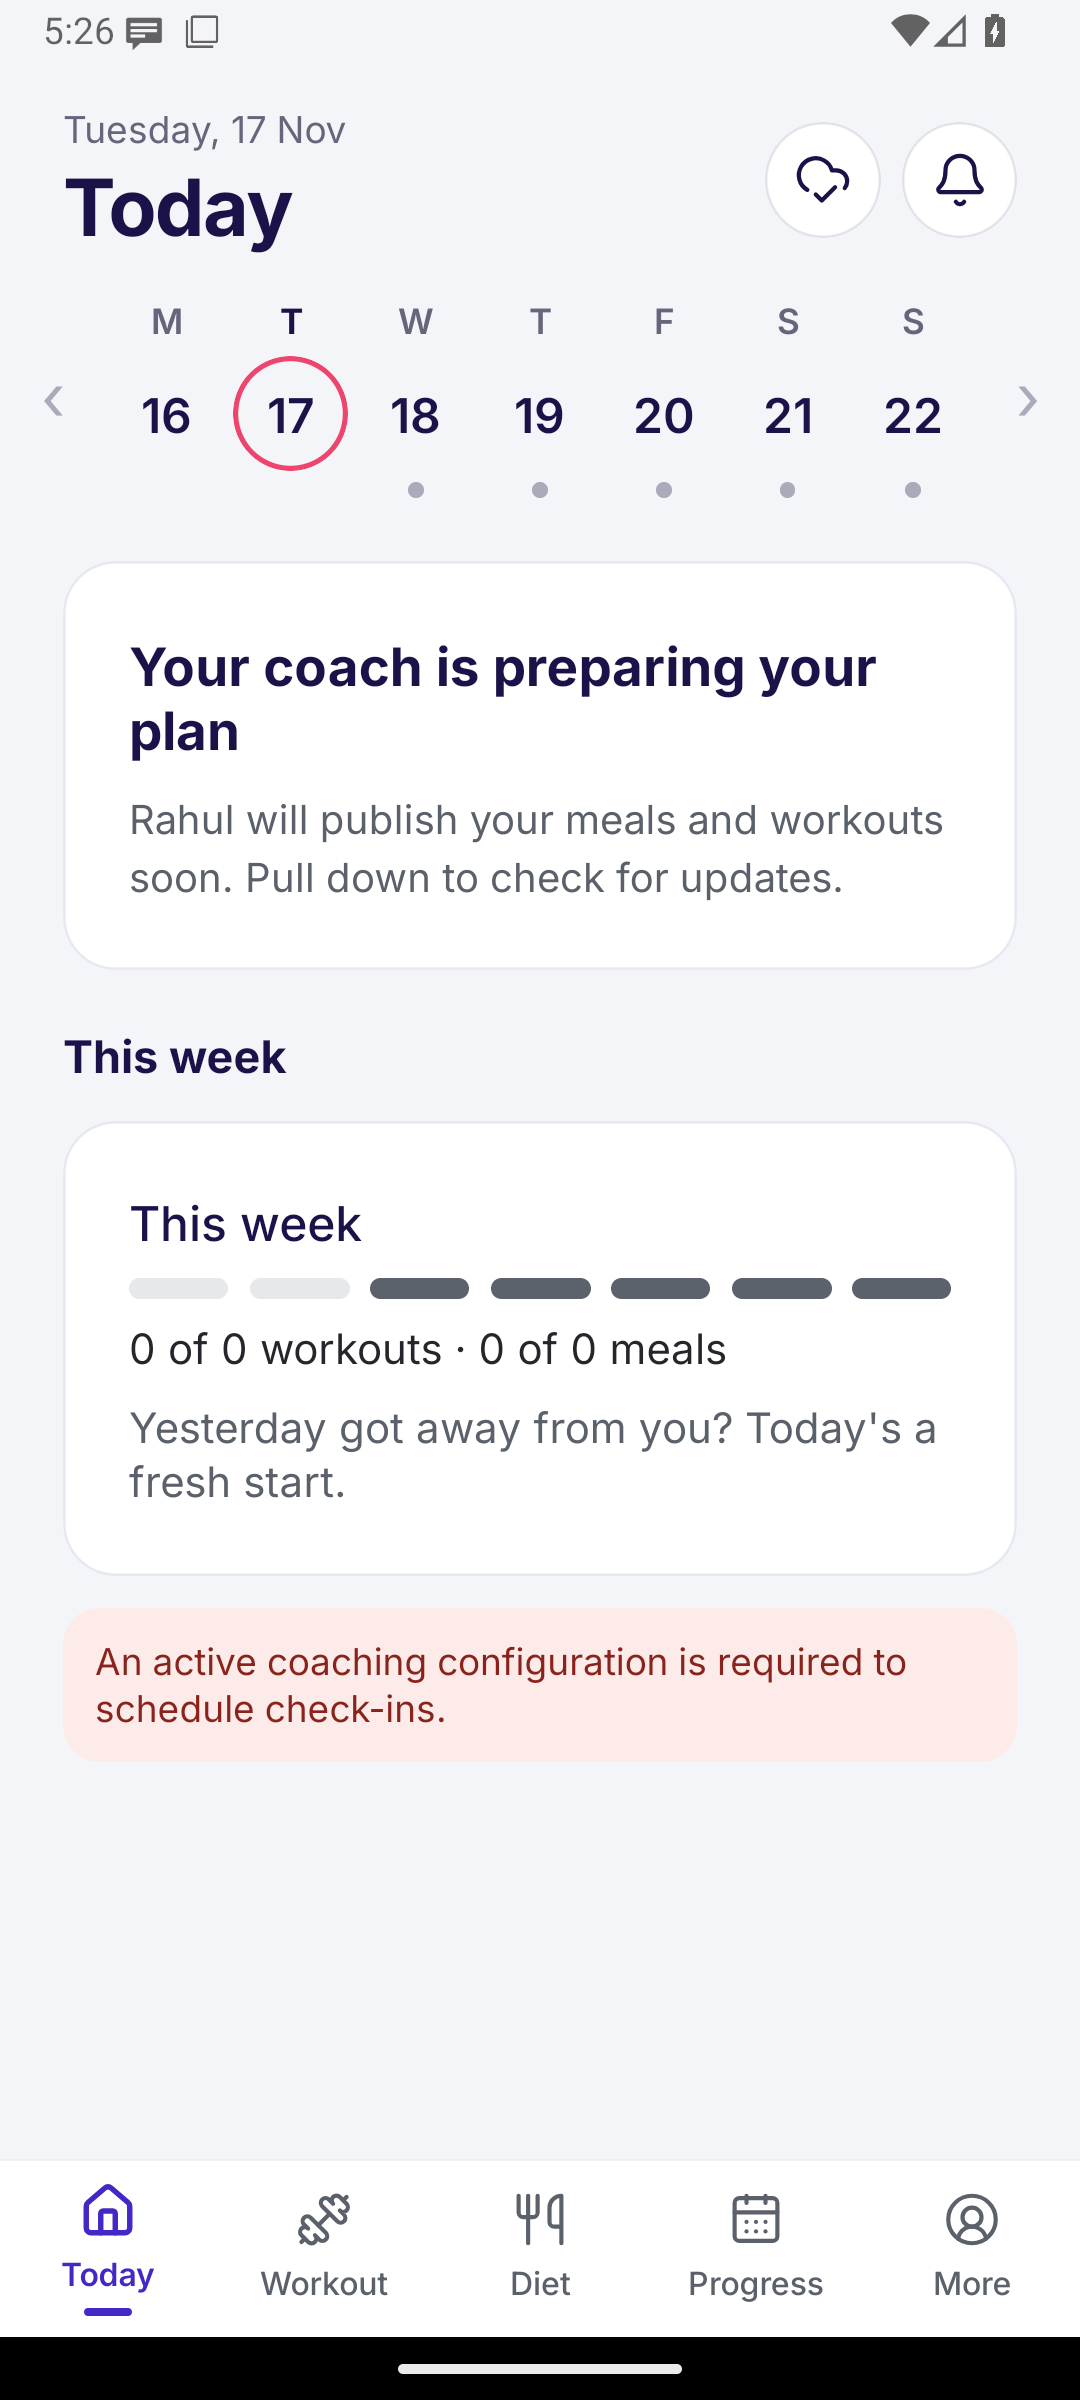 5:26
Tuesday, 17 Nov
Today
M T W T F S S
16 17 18 19 20 21 22
Your coach is preparing your
plan
Rahul will publish your meals and workouts
soon. Pull down to check for updates.
This week
This week
0 of 0 workouts · 0 of 0 meals
Yesterday got away from you? Today's a
fresh start.
An active coaching configuration is required to
schedule check-ins.
Today Workout Diet Progress More